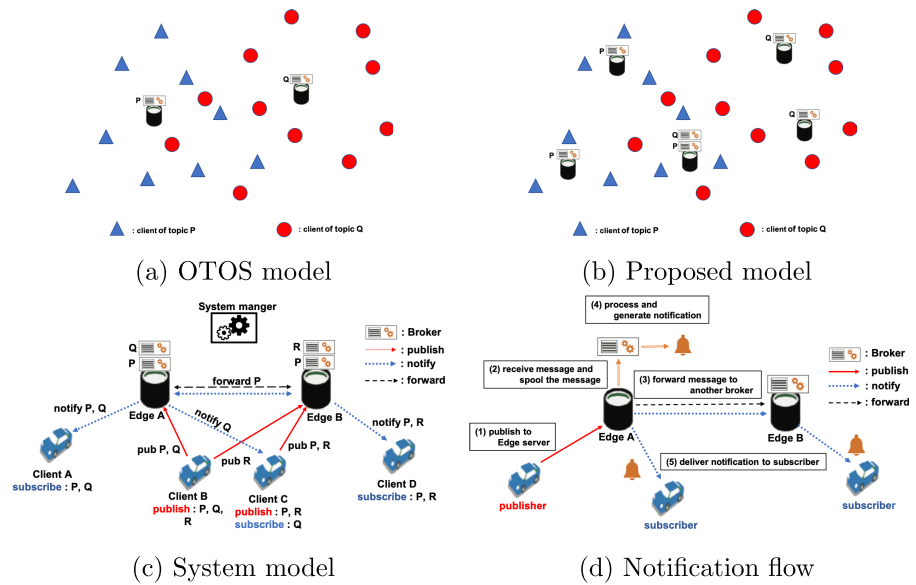 P
Q
: client of topic P
: client of topic Q
(a) OTOS model
P
Q
Q
P
Q
P
: client of topic P
: client of topic Q
(b) Proposed model
System manger
Q
P
R
P
: Broker
: publish
: notify
: forward
forward P
Edge A
Edge B
notify P, Q
notify Q
notify P, R
pub P, Q
pub R
pub P, R
Client A
subscribe : P, Q
Client B
publish : P, Q,
R
Client C
publish : P, R
subscribe : Q
Client D
subscribe : P, R
(c) System model
(4) process and
generate notification
(2) receive message and
spool the message
(3) forward message to
another broker
: Broker
: publish
: notify
: forward
(1) publish to
Edge server
Edge A
Edge B
(5) deliver notification to subscriber
publisher
subscriber
subscriber
(d) Notification flow